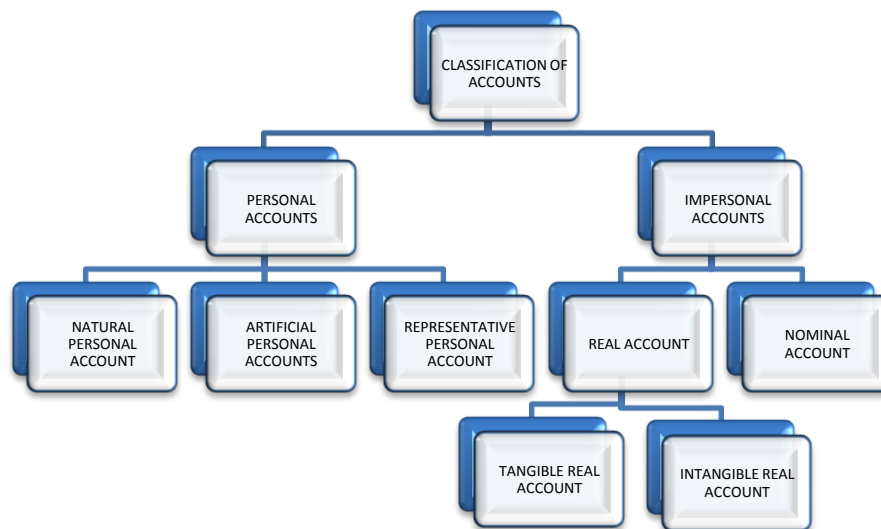 CLASSIFICATION OF
ACCOUNTS
PERSONAL
ACCOUNTS
IMPERSONAL
ACCOUNTS
NATURAL
PERSONAL
ACCOUNT
ARTIFICIAL
PERSONAL
ACCOUNTS
REPRESENTATIVE
PERSONAL
ACCOUNT
REAL ACCOUNT
NOMINAL
ACCOUNT
TANGIBLE REAL
ACCOUNT
INTANGIBLE REAL
ACCOUNT